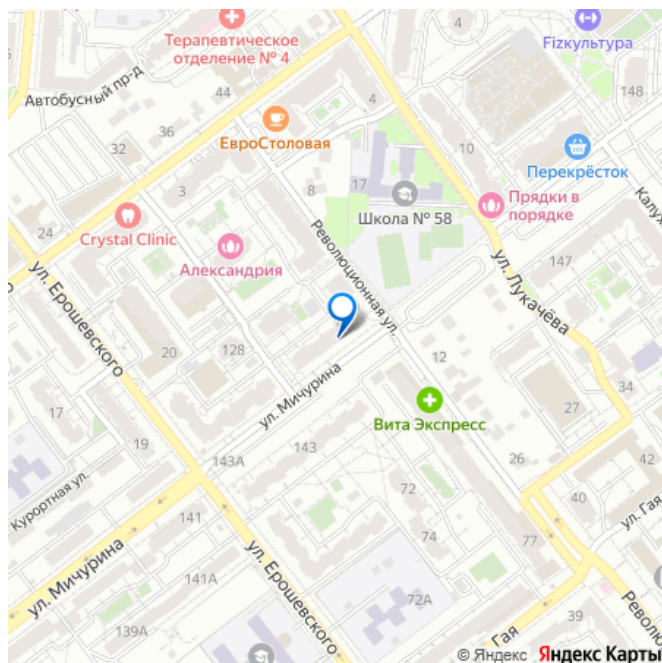 Терапевтическое
отделение № 4
4
Fizкультура
Автобусный пр-д
44
148
36
ЕвроСтоловая
4
32
10
Перекрёсток
3
8
17
Школа № 58
Прядки в
порядке
24
Crystal Clinic
Александрия
Революционная ул.
147
ул. Ерошевского
ул. Лукачёва
20
128
12
34
ул. Мичурина
17
Вита Экспресс
27
19
143
143А
26
42
Курортная ул.
72
40
141
74
77
ул. Гая
ул. Мичурина
ул. Ерошевского
141А
72А
39
139А
Гая
© Яндекс Яндекс Карты